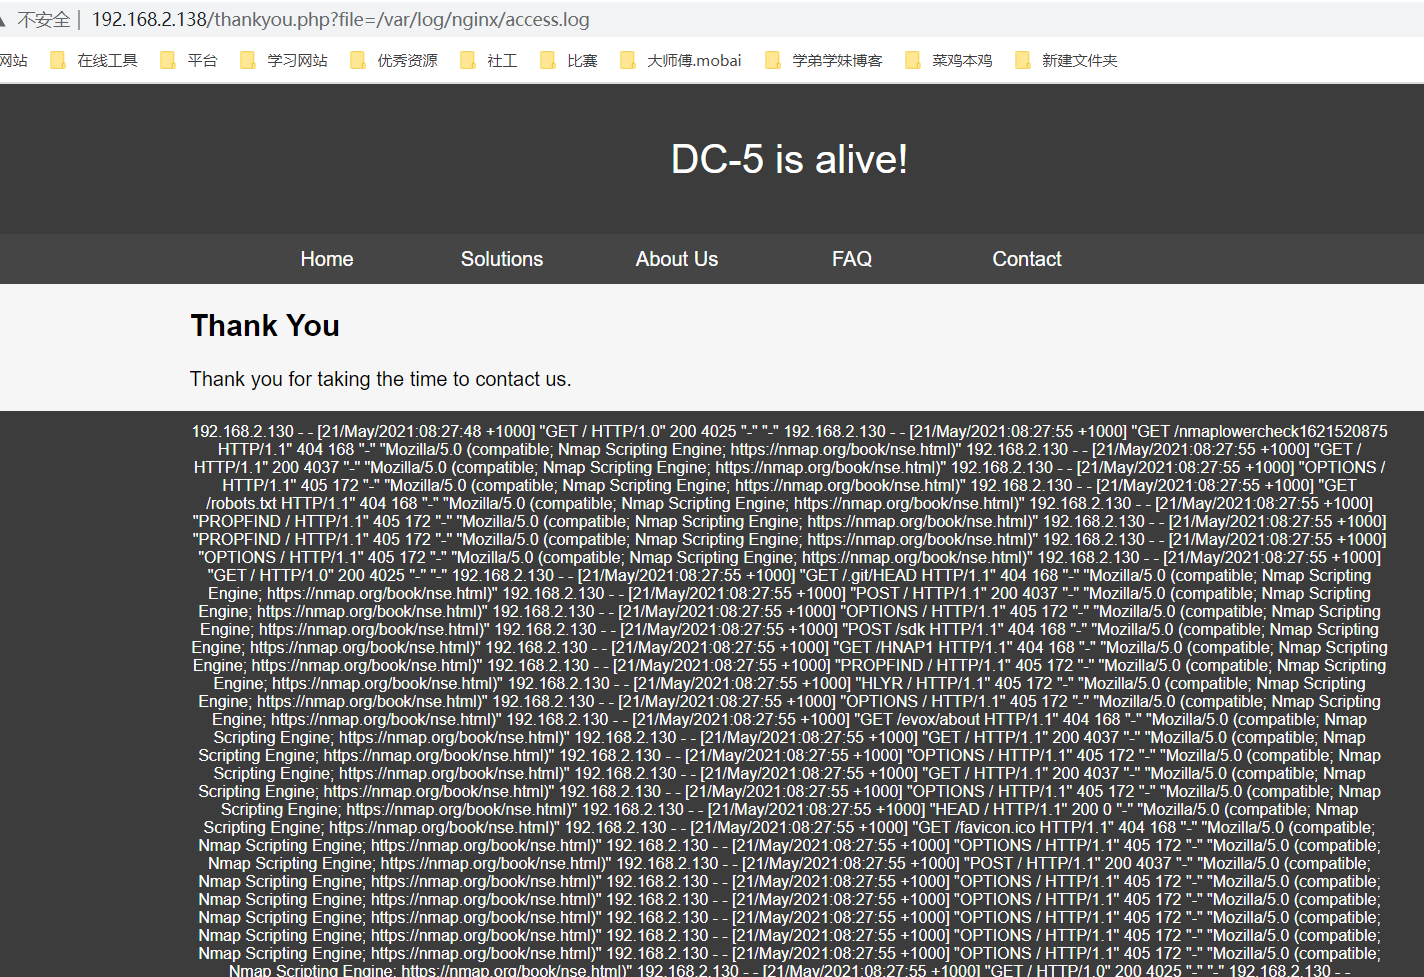 不安全 | 192.168.2.138/thankyou.php?file=/var/log/nginx/access.log
网站 在线工具 平台 学习网站 优秀资源 社工 比赛 大师傅.mobai 学弟学妹博客 菜鸡本鸡 新建文件夹
DC-5 is alive!
Home Solutions About Us FAQ Contact
Thank You
Thank you for taking the time to contact us.
192.168.2.130 - - [21/May/2021:08:27:48 +1000] "GET / HTTP/1.0" 200 4025 "-" "-" 192.168.2.130 - - [21/May/2021:08:27:55 +1000] "GET /nmaplowercheck1621520875
HTTP/1.1" 404 168 "-" "Mozilla/5.0 (compatible; Nmap Scripting Engine; https://nmap.org/book/nse.html)" 192.168.2.130 - - [21/May/2021:08:27:55 +1000] "GET /
HTTP/1.1" 200 4037 "-" "Mozilla/5.0 (compatible; Nmap Scripting Engine; https://nmap.org/book/nse.html)" 192.168.2.130 - - [21/May/2021:08:27:55 +1000] "OPTIONS /
HTTP/1.1" 405 172 "-" "Mozilla/5.0 (compatible; Nmap Scripting Engine; https://nmap.org/book/nse.html)" 192.168.2.130 - - [21/May/2021:08:27:55 +1000] "GET
/robots.txt HTTP/1.1" 404 168 "-" "Mozilla/5.0 (compatible; Nmap Scripting Engine; https://nmap.org/book/nse.html)" 192.168.2.130 - - [21/May/2021:08:27:55 +1000]
"PROPFIND / HTTP/1.1" 405 172 "-" "Mozilla/5.0 (compatible; Nmap Scripting Engine; https://nmap.org/book/nse.html)" 192.168.2.130 - - [21/May/2021:08:27:55 +1000]
"PROPFIND / HTTP/1.1" 405 172 "-" "Mozilla/5.0 (compatible; Nmap Scripting Engine; https://nmap.org/book/nse.html)" 192.168.2.130 - - [21/May/2021:08:27:55 +1000]
"OPTIONS / HTTP/1.1" 405 172 "-" "Mozilla/5.0 (compatible; Nmap Scripting Engine; https://nmap.org/book/nse.html)" 192.168.2.130 - - [21/May/2021:08:27:55 +1000]
"GET / HTTP/1.0" 200 4025 "-" "-" 192.168.2.130 - - [21/May/2021:08:27:55 +1000] "GET /.git/HEAD HTTP/1.1" 404 168 "-" "Mozilla/5.0 (compatible; Nmap Scripting
Engine; https://nmap.org/book/nse.html)" 192.168.2.130 - - [21/May/2021:08:27:55 +1000] "POST / HTTP/1.1" 200 4037 "-" "Mozilla/5.0 (compatible; Nmap Scripting
Engine; https://nmap.org/book/nse.html)" 192.168.2.130 - - [21/May/2021:08:27:55 +1000] "OPTIONS / HTTP/1.1" 405 172 "-" "Mozilla/5.0 (compatible; Nmap Scripting
Engine; https://nmap.org/book/nse.html)" 192.168.2.130 - - [21/May/2021:08:27:55 +1000] "POST /sdk HTTP/1.1" 404 168 "-" "Mozilla/5.0 (compatible; Nmap Scripting
Engine; https://nmap.org/book/nse.html)" 192.168.2.130 - - [21/May/2021:08:27:55 +1000] "GET /HNAP1 HTTP/1.1" 404 168 "-" "Mozilla/5.0 (compatible; Nmap Scripting
Engine; https://nmap.org/book/nse.html)" 192.168.2.130 - - [21/May/2021:08:27:55 +1000] "PROPFIND / HTTP/1.1" 405 172 "-" "Mozilla/5.0 (compatible; Nmap Scripting
Engine; https://nmap.org/book/nse.html)" 192.168.2.130 - - [21/May/2021:08:27:55 +1000] "HLYR / HTTP/1.1" 405 172 "-" "Mozilla/5.0 (compatible; Nmap Scripting
Engine; https://nmap.org/book/nse.html)" 192.168.2.130 - - [21/May/2021:08:27:55 +1000] "OPTIONS / HTTP/1.1" 405 172 "-" "Mozilla/5.0 (compatible; Nmap Scripting
Engine; https://nmap.org/book/nse.html)" 192.168.2.130 - - [21/May/2021:08:27:55 +1000] "GET /evox/about HTTP/1.1" 404 168 "-" "Mozilla/5.0 (compatible; Nmap
Scripting Engine; https://nmap.org/book/nse.html)" 192.168.2.130 - - [21/May/2021:08:27:55 +1000] "GET / HTTP/1.1" 200 4037 "-" "Mozilla/5.0 (compatible; Nmap
Scripting Engine; https://nmap.org/book/nse.html)" 192.168.2.130 - - [21/May/2021:08:27:55 +1000] "OPTIONS / HTTP/1.1" 405 172 "-" "Mozilla/5.0 (compatible; Nmap
Scripting Engine; https://nmap.org/book/nse.html)" 192.168.2.130 - - [21/May/2021:08:27:55 +1000] "GET / HTTP/1.1" 200 4037 "-" "Mozilla/5.0 (compatible; Nmap
Scripting Engine; https://nmap.org/book/nse.html)" 192.168.2.130 - - [21/May/2021:08:27:55 +1000] "OPTIONS / HTTP/1.1" 405 172 "-" "Mozilla/5.0 (compatible; Nmap
Scripting Engine; https://nmap.org/book/nse.html)" 192.168.2.130 - - [21/May/2021:08:27:55 +1000] "HEAD / HTTP/1.1" 200 0 "-" "Mozilla/5.0 (compatible; Nmap
Scripting Engine; https://nmap.org/book/nse.html)" 192.168.2.130 - - [21/May/2021:08:27:55 +1000] "GET /favicon.ico HTTP/1.1" 404 168 "-" "Mozilla/5.0 (compatible;
Nmap Scripting Engine; https://nmap.org/book/nse.html)" 192.168.2.130 - - [21/May/2021:08:27:55 +1000] "OPTIONS / HTTP/1.1" 405 172 "-" "Mozilla/5.0 (compatible;
Nmap Scripting Engine; https://nmap.org/book/nse.html)" 192.168.2.130 - - [21/May/2021:08:27:55 +1000] "POST / HTTP/1.1" 200 4037 "-" "Mozilla/5.0 (compatible;
Nmap Scripting Engine; https://nmap.org/book/nse.html)" 192.168.2.130 - - [21/May/2021:08:27:55 +1000] "OPTIONS / HTTP/1.1" 405 172 "-" "Mozilla/5.0 (compatible;
Nmap Scripting Engine; https://nmap.org/book/nse.html)" 192.168.2.130 - - [21/May/2021:08:27:55 +1000] "OPTIONS / HTTP/1.1" 405 172 "-" "Mozilla/5.0 (compatible;
Nmap Scripting Engine; https://nmap.org/book/nse.html)" 192.168.2.130 - - [21/May/2021:08:27:55 +1000] "OPTIONS / HTTP/1.1" 405 172 "-" "Mozilla/5.0 (compatible;
Nmap Scripting Engine; https://nmap.org/book/nse.html)" 192.168.2.130 - - [21/May/2021:08:27:55 +1000] "OPTIONS / HTTP/1.1" 405 172 "-" "Mozilla/5.0 (compatible;
Nmap Scripting Engine; https://nmap.org/book/nse.html)" 192.168.2.130 - - [21/May/2021:08:27:55 +1000] "OPTIONS / HTTP/1.1" 405 172 "-" "Mozilla/5.0 (compatible;
Nmap Scripting Engine; https://nmap.org/book/nse.html)" 192.168.2.130 - - [21/May/2021:08:27:55 +1000] "GET / HTTP/1.0" 200 4025 "-" "-" 192.168.2.130 - -